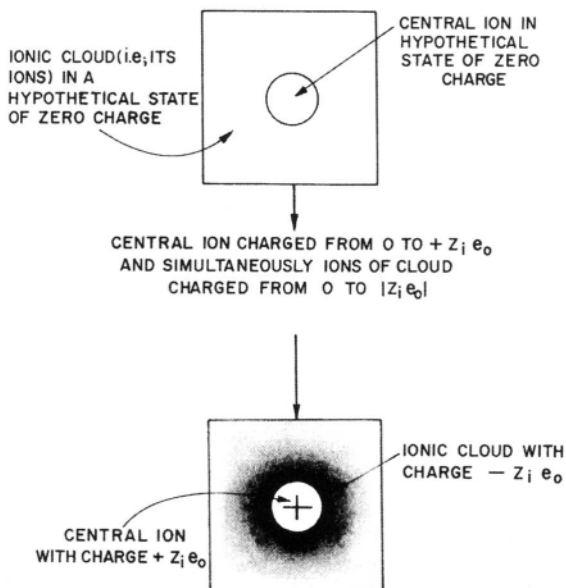 CENTRAL ION IN
HYPOTHETICAL
STATE OF ZERO
CHARGE
IONIC CLOUD (i.e; ITS
IONS) IN A
HYPOTHETICAL STATE
OF ZERO CHARGE
CENTRAL ION CHARGED FROM 0 TO + Zᵢ e₀
AND SIMULTANEOUSLY IONS OF CLOUD
CHARGED FROM 0 TO |Zᵢ e₀|
IONIC CLOUD WITH
CHARGE — Zᵢ e₀
+
CENTRAL ION
WITH CHARGE + Zᵢ e₀